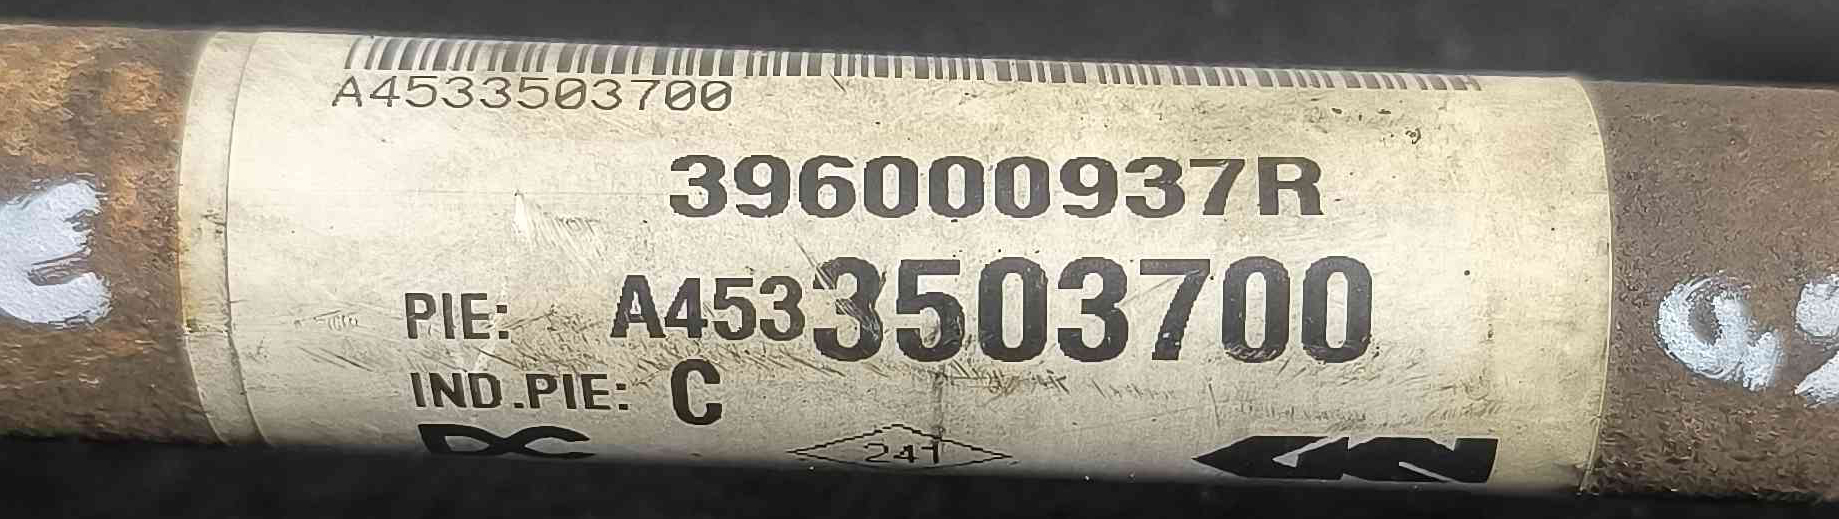 A4533503700
396000937R
PIE: A4533503700
IND.PIE: C
DC 241 GKN